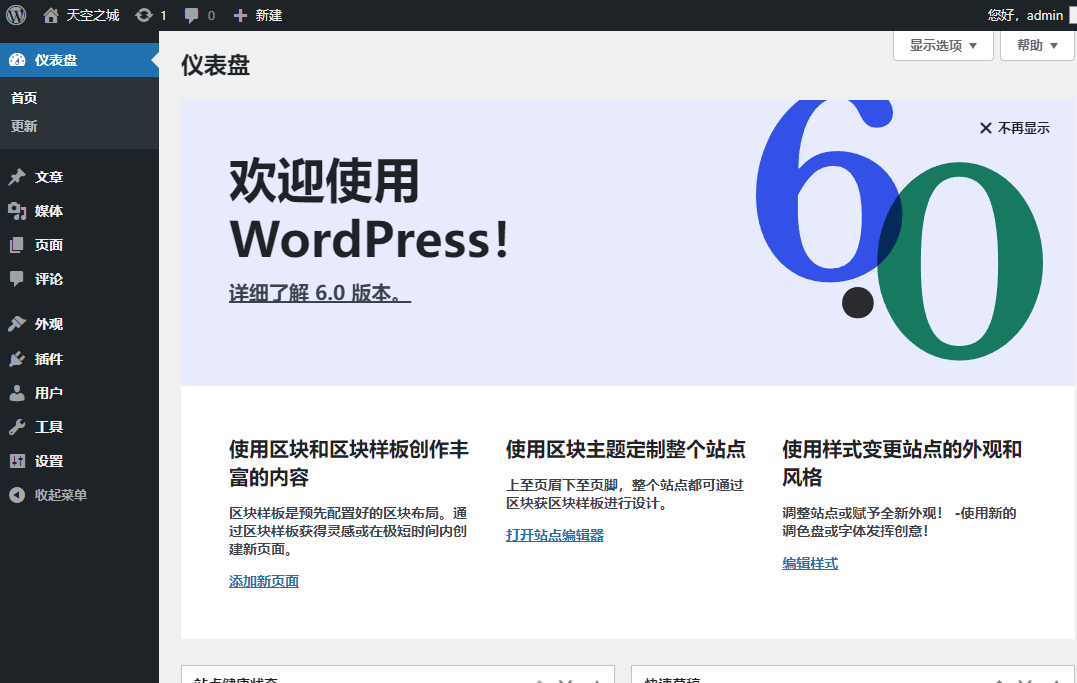 天空之城 1 0 新建 您好，admin
仪表盘
首页
更新
文章
媒体
页面
评论
外观
插件
用户
工具
设置
收起菜单
显示选项 ▼ 帮助 ▼
仪表盘
不再显示
欢迎使用
WordPress！
详细了解 6.0 版本。
6.0
使用区块和区块样板创作丰
富的内容
区块样板是预先配置好的区块布局。通
过区块样板获得灵感或在极短时间内创
建新页面。
添加新页面
使用区块主题定制整个站点
上至页眉下至页脚，整个站点都可通过
区块获区块样板进行设计。
打开站点编辑器
使用样式变更站点的外观和
风格
调整站点或赋予全新外观！ -使用新的
调色盘或字体发挥创意！
编辑样式
站点健康状态
快速草稿